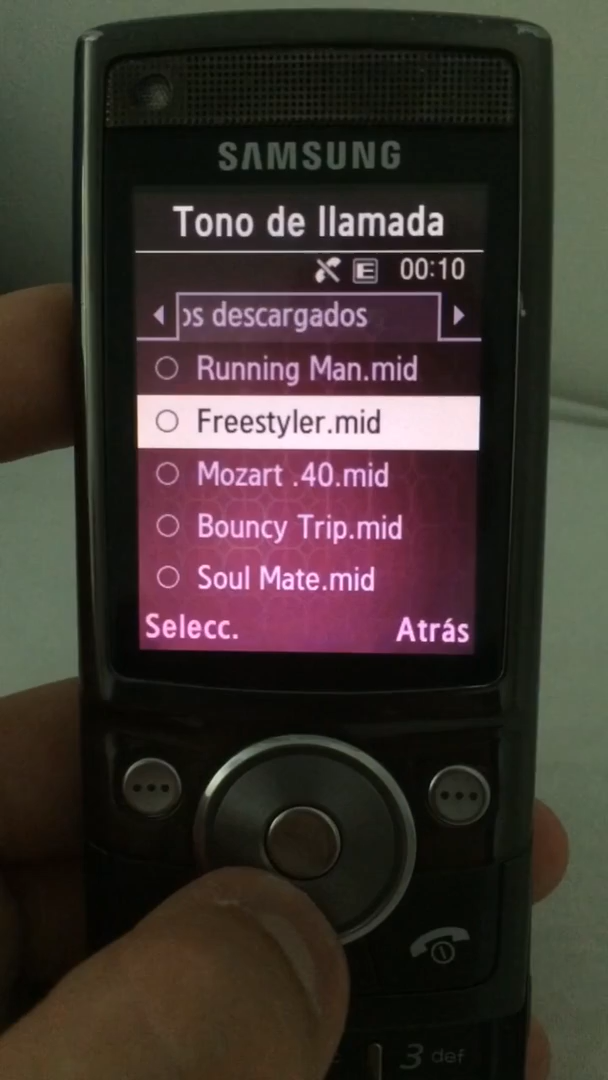 SAMSUNG
Tono de llamada
E 00:10
os descargados
Running Man.mid
Freestyler.mid
Mozart .40.mid
Bouncy Trip.mid
Soul Mate.mid
Selecc. Atrás
3 def